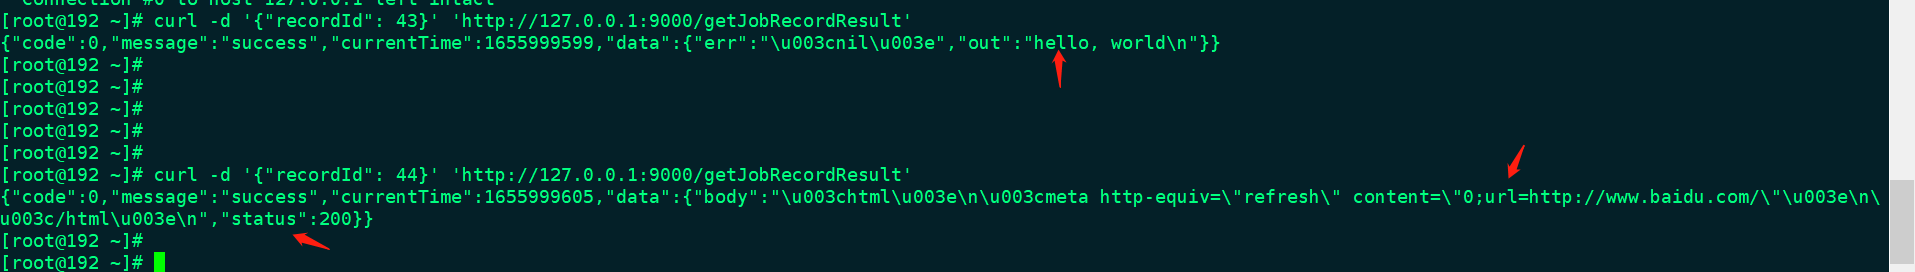 Connection #0 to host 127.0.0.1 left intact
[root@192 ~]# curl -d '{"recordId": 43}' 'http://127.0.0.1:9000/getJobRecordResult'
{"code":0,"message":"success","currentTime":1655999599,"data":{"err":"\u003cnil\u003e","out":"hello, world\n"}}
[root@192 ~]#
[root@192 ~]#
[root@192 ~]#
[root@192 ~]#
[root@192 ~]#
[root@192 ~]# curl -d '{"recordId": 44}' 'http://127.0.0.1:9000/getJobRecordResult'
{"code":0,"message":"success","currentTime":1655999605,"data":{"body":"\u003chtml\u003e\n\u003cmeta http-equiv=\"refresh\" content=\"0;url=http://www.baidu.com/\"\u003e\n\
u003c/html\u003e\n","status":200}}
[root@192 ~]#
[root@192 ~]#